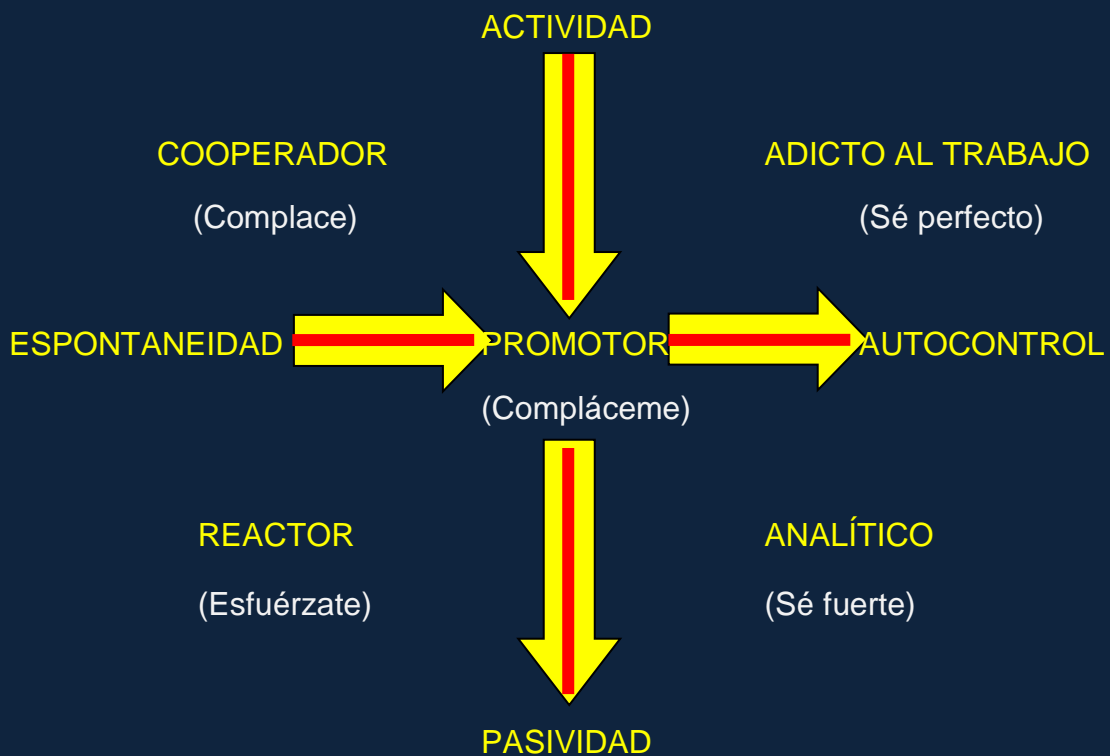 ACTIVIDAD
COOPERADOR
ADICTO AL TRABAJO
(Complace)
(Sé perfecto)
ESPONTANEIDAD
PROMOTOR
AUTOCONTROL
(Compláceme)
REACTOR
ANALÍTICO
(Esfuérzate)
(Sé fuerte)
PASIVIDAD